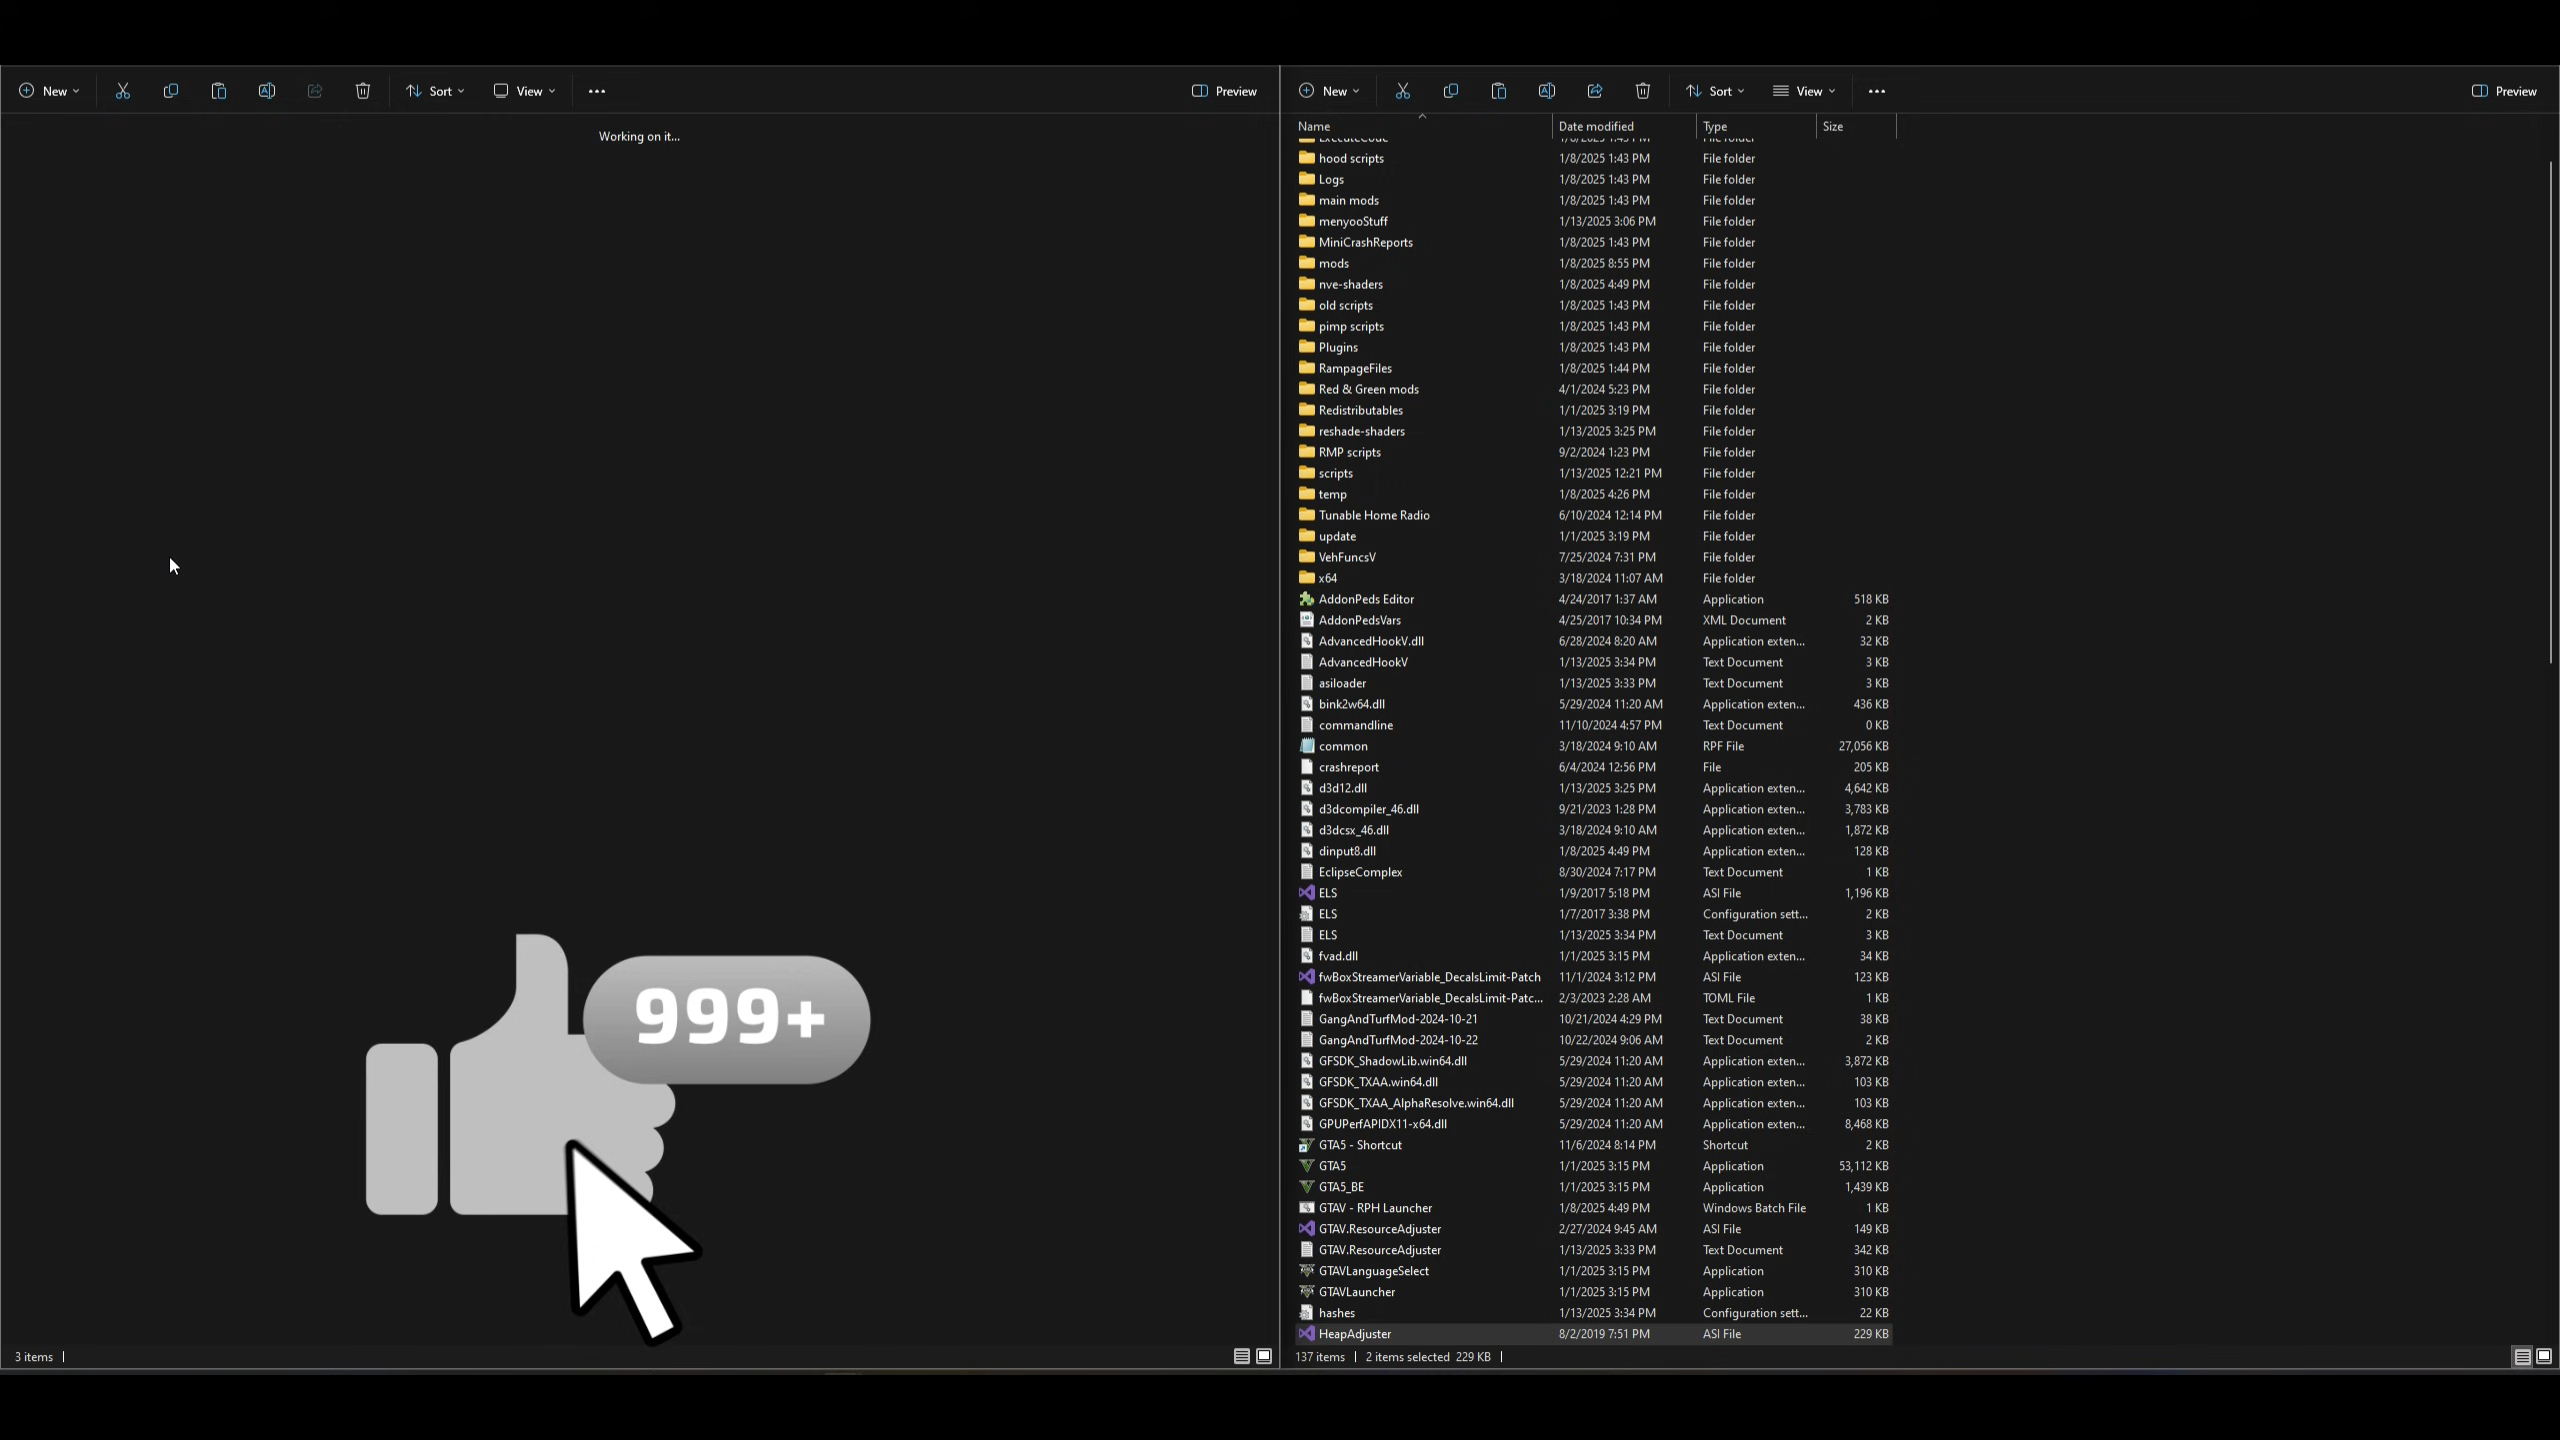 New
Sort
View
Preview
Working on it...
3 items
999+
New
Sort
View
Preview
Name Date modified Type Size
ExecuteCode 1/8/2025 1:43 PM File folder
hood scripts 1/8/2025 1:43 PM File folder
Logs 1/8/2025 1:43 PM File folder
main mods 1/8/2025 1:43 PM File folder
menyooStuff 1/13/2025 3:06 PM File folder
MiniCrashReports 1/8/2025 1:43 PM File folder
mods 1/8/2025 8:55 PM File folder
nve-shaders 1/8/2025 4:49 PM File folder
old scripts 1/8/2025 1:43 PM File folder
pimp scripts 1/8/2025 1:43 PM File folder
Plugins 1/8/2025 1:43 PM File folder
RampageFiles 1/8/2025 1:44 PM File folder
Red & Green mods 4/1/2024 5:23 PM File folder
Redistributables 1/1/2025 3:19 PM File folder
reshade-shaders 1/13/2025 3:25 PM File folder
RMP scripts 9/2/2024 1:23 PM File folder
scripts 1/13/2025 12:21 PM File folder
temp 1/8/2025 4:26 PM File folder
Tunable Home Radio 6/10/2024 12:14 PM File folder
update 1/1/2025 3:19 PM File folder
VehFuncsV 7/25/2024 7:31 PM File folder
x64 3/18/2024 11:07 AM File folder
AddonPeds Editor 4/24/2017 1:37 AM Application 518 KB
AddonPedsVars 4/25/2017 10:34 PM XML Document 2 KB
AdvancedHookV.dll 6/28/2024 8:20 AM Application exten... 32 KB
AdvancedHookV 1/13/2025 3:34 PM Text Document 3 KB
asiloader 1/13/2025 3:33 PM Text Document 3 KB
bink2w64.dll 5/29/2024 11:20 AM Application exten... 436 KB
commandline 11/10/2024 4:57 PM Text Document 0 KB
common 3/18/2024 9:10 AM RPF File 27,056 KB
crashreport 6/4/2024 12:56 PM File 205 KB
d3d12.dll 1/13/2025 3:25 PM Application exten... 4,642 KB
d3dcompiler_46.dll 9/21/2023 1:28 PM Application exten... 3,783 KB
d3dcsx_46.dll 3/18/2024 9:10 AM Application exten... 1,872 KB
dinput8.dll 1/8/2025 4:49 PM Application exten... 128 KB
EclipseComplex 8/30/2024 7:17 PM Text Document 1 KB
ELS 1/9/2017 5:18 PM ASI File 1,196 KB
ELS 1/7/2017 3:38 PM Configuration sett... 2 KB
ELS 1/13/2025 3:34 PM Text Document 3 KB
fvad.dll 1/1/2025 3:15 PM Application exten... 34 KB
fwBoxStreamerVariable_DecalsLimit-Patch 11/1/2024 3:12 PM ASI File 123 KB
fwBoxStreamerVariable_DecalsLimit-Patc... 2/3/2023 2:28 AM TOML File 1 KB
GangAndTurfMod-2024-10-21 10/21/2024 4:29 PM Text Document 38 KB
GangAndTurfMod-2024-10-22 10/22/2024 9:06 AM Text Document 2 KB
GFSDK_ShadowLib.win64.dll 5/29/2024 11:20 AM Application exten... 3,872 KB
GFSDK_TXAA.win64.dll 5/29/2024 11:20 AM Application exten... 103 KB
GFSDK_TXAA_AlphaResolve.win64.dll 5/29/2024 11:20 AM Application exten... 103 KB
GPUPerfAPIDX11-x64.dll 5/29/2024 11:20 AM Application exten... 8,468 KB
GTA5 - Shortcut 11/6/2024 8:14 PM Shortcut 2 KB
GTA5 1/1/2025 3:15 PM Application 53,112 KB
GTA5_BE 1/1/2025 3:15 PM Application 1,439 KB
GTAV - RPH Launcher 1/8/2025 4:49 PM Windows Batch File 1 KB
GTAV.ResourceAdjuster 2/27/2024 9:45 AM ASI File 149 KB
GTAV.ResourceAdjuster 1/13/2025 3:33 PM Text Document 342 KB
GTAVLanguageSelect 1/1/2025 3:15 PM Application 310 KB
GTAVLauncher 1/1/2025 3:15 PM Application 310 KB
hashes 1/13/2025 3:34 PM Configuration sett... 22 KB
HeapAdjuster 8/2/2019 7:51 PM ASI File 229 KB
137 items 2 items selected 229 KB